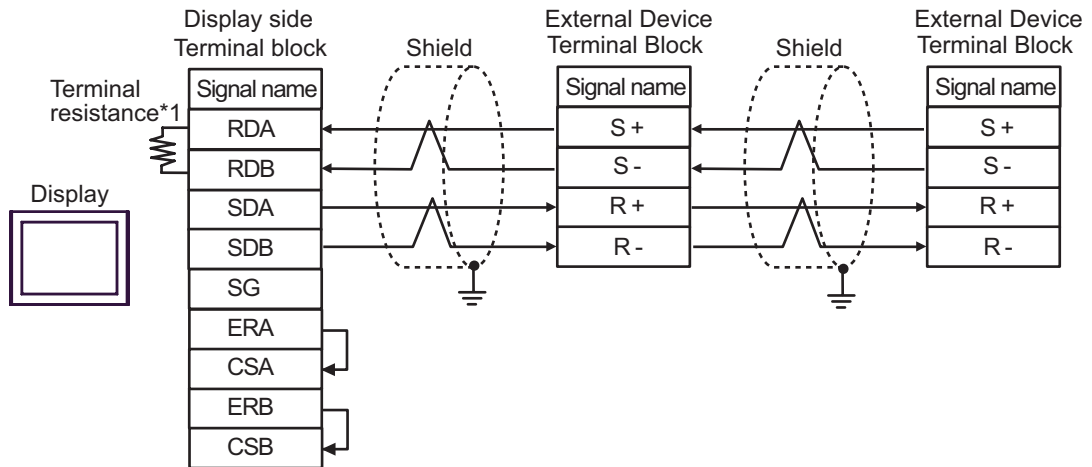 Display side
Terminal block
Shield
External Device
Terminal Block
Shield
External Device
Terminal Block
Terminal
resistance*1
Signal name
RDA
RDB
SDA
SDB
SG
ERA
CSA
ERB
CSB
Display
Signal name
S +
S -
R +
R -
Signal name
S +
S -
R +
R -